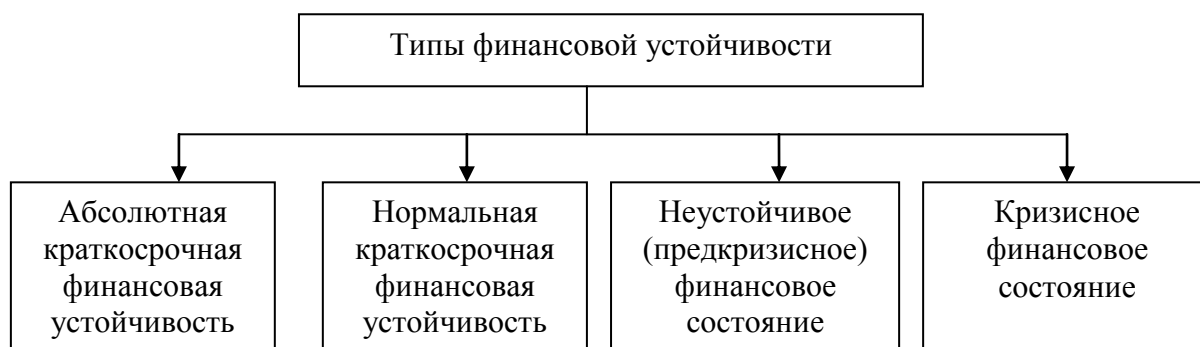 Типы финансовой устойчивости
Абсолютная
краткосрочная
финансовая
устойчивость
Нормальная
краткосрочная
финансовая
устойчивость
Неустойчивое
(предкризисное)
финансовое
состояние
Кризисное
финансовое
состояние